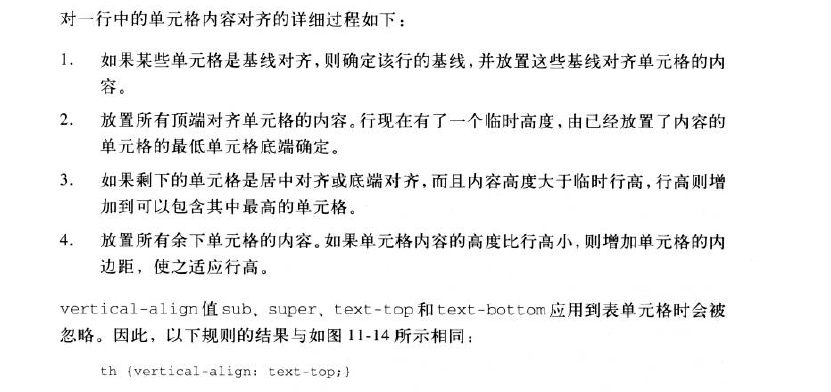 对一行中的单元格内容对齐的详细过程如下：
1. 如果某些单元格是基线对齐，则确定该行的基线，并放置这些基线对齐单元格的内
容。
2. 放置所有顶端对齐单元格的内容。行现在有了一个临时高度，由已经放置了内容的
单元格的最低单元格底端确定。
3. 如果剩下的单元格是居中对齐或底端对齐，而且内容高度大于临时行高，行高则增
加到可以包含其中最高的单元格。
4. 放置所有余下单元格的内容。如果单元格内容的高度比行高小，则增加单元格的内
边距，使之适应行高。
vertical-align值sub、super、text-top和text-bottom应用到表单元格时会被
忽略。因此，以下规则的结果与如图 11-14 所示相同：
th {vertical-align: text-top;}